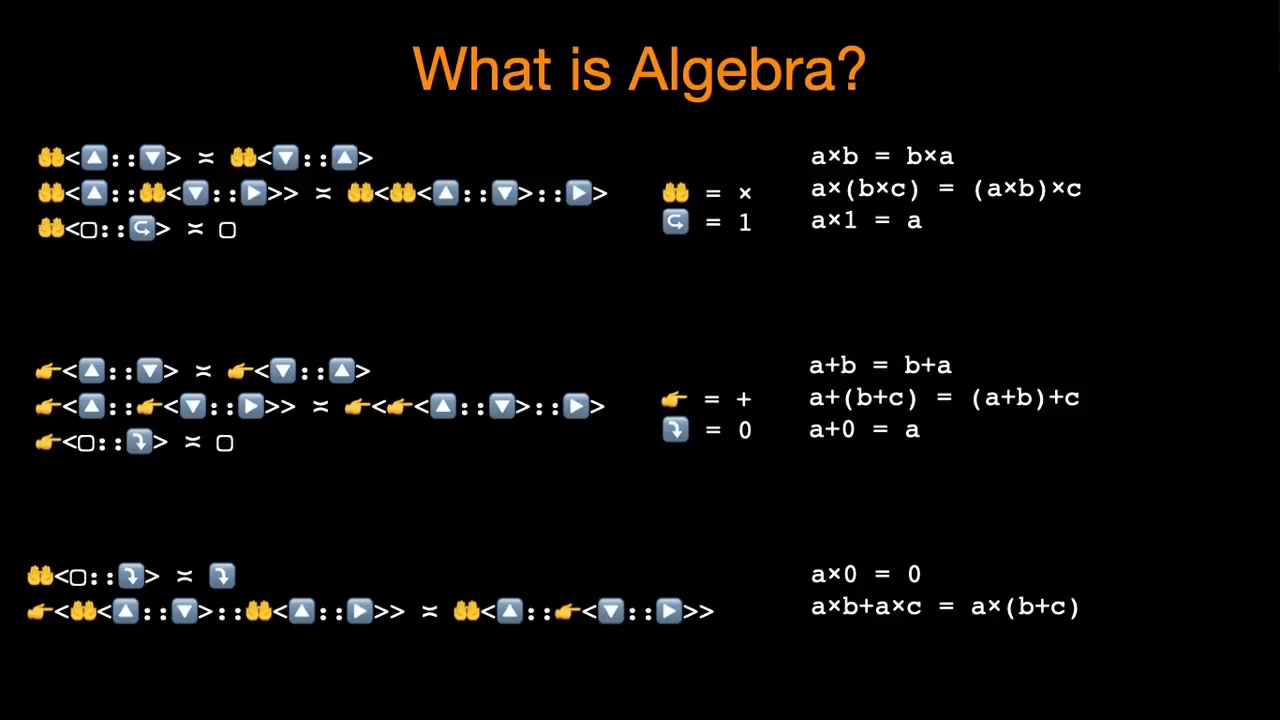 What is Algebra?
🤲<🔼::🔽> ≍ 🤲<🔽::🔼>
🤲<🔼::🤲<🔽::▶️>> ≍ 🤲<🤲<🔼::🔽>::▶️>
🤲<▢::↪️> ≍ ▢
🤲 = ×
↪️ = 1
a×b = b×a
a×(b×c) = (a×b)×c
a×1 = a
👉<🔼::🔽> ≍ 👉<🔽::🔼>
👉<🔼::👉<🔽::▶️>> ≍ 👉<👉<🔼::🔽>::▶️>
👉<▢::⤵️> ≍ ▢
👉 = +
⤵️ = 0
a+b = b+a
a+(b+c) = (a+b)+c
a+0 = a
🤲<▢::⤵️> ≍ ⤵️
👉<🤲<🔼::🔽>::🤲<🔼::▶️>> ≍ 🤲<🔼::👉<🔽::▶️>>
a×0 = 0
a×b+a×c = a×(b+c)